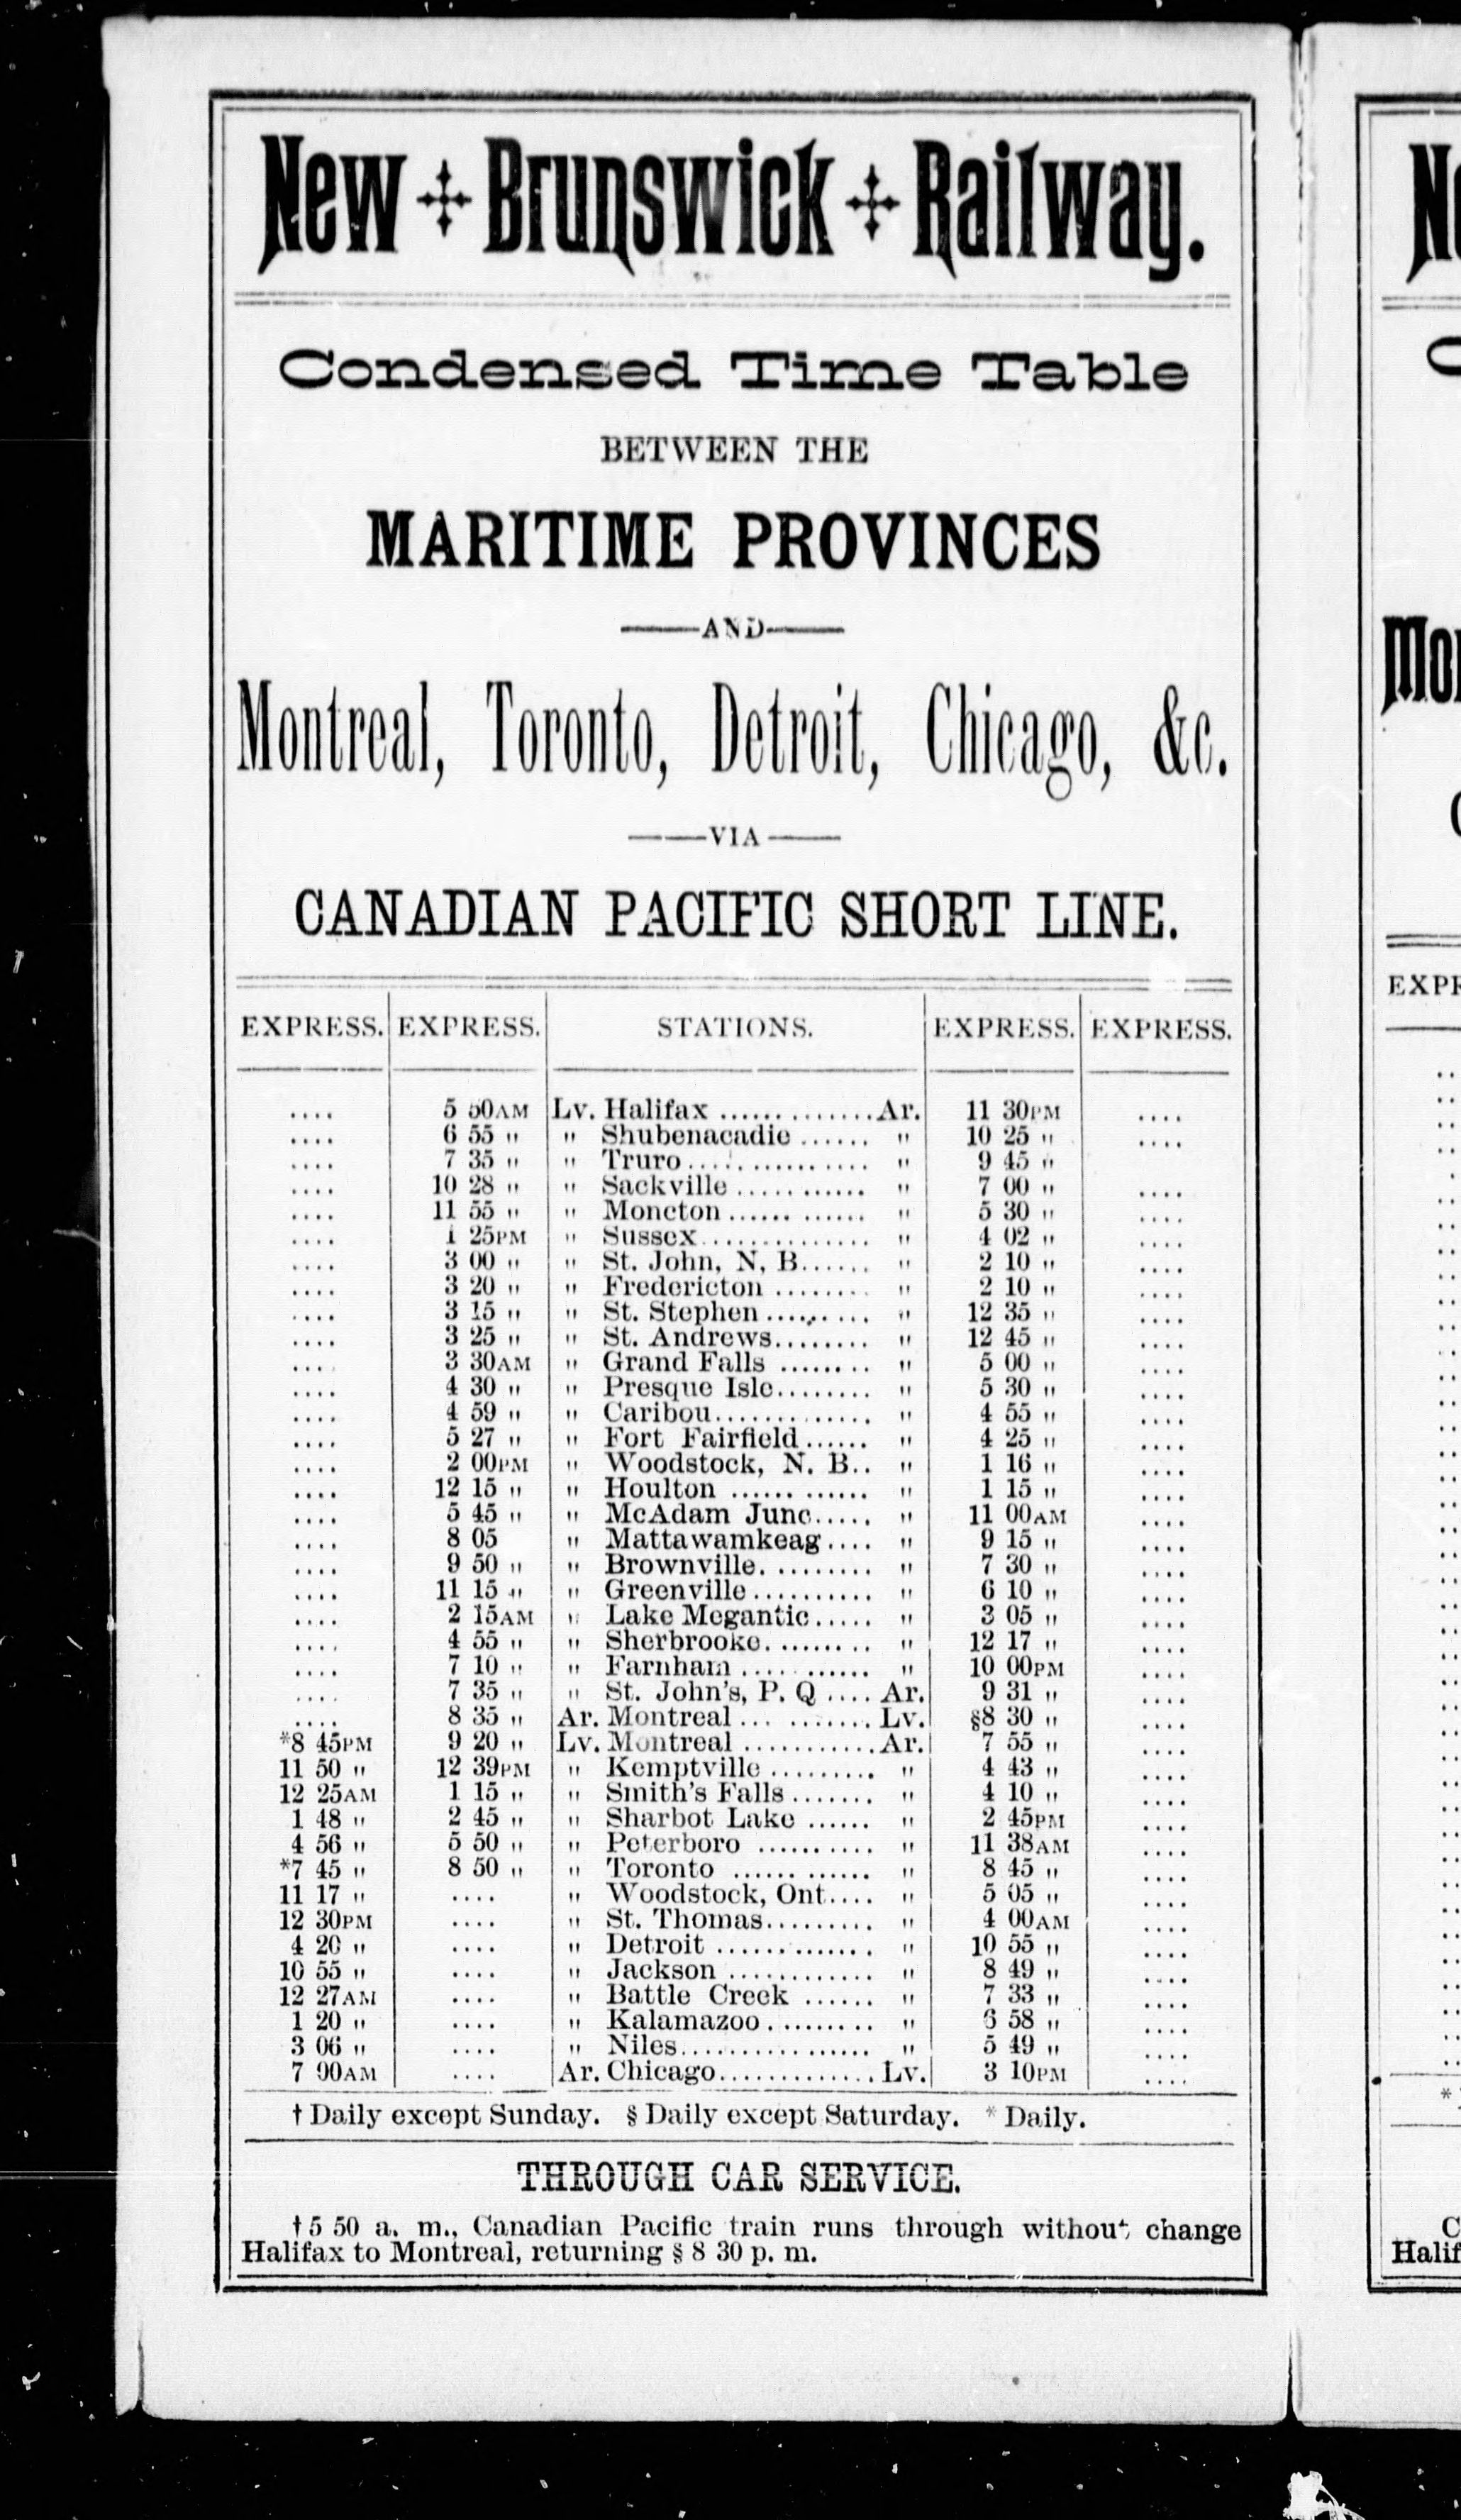 New Brunswick Railway.
Condensed Time Table
BETWEEN THE
MARITIME PROVINCES
AND
Montreal, Toronto, Detroit, Chicago, &c.
VIA
CANADIAN PACIFIC SHORT LINE.
EXPRESS. EXPRESS. STATIONS. EXPRESS. EXPRESS.
.... 5 50AM Lv. Halifax .............Ar. 11 30PM ....
.... 6 55 " " Shubenacadie ...... " 10 25 " ....
.... 7 35 " " Truro................ " 9 45 "
.... 10 28 " " Sackville ............ " 7 00 " ....
.... 11 55 " " Moncton ............ " 5 30 " ....
.... 1 25PM " Sussex.............. " 4 02 " ....
.... 3 00 " " St. John, N, B...... " 2 10 " ....
.... 3 20 " " Fredericton ........ " 2 10 " ....
.... 3 15 " " St. Stephen .......... " 12 35 " ....
.... 3 25 " " St. Andrews........ " 12 45 " ....
.... 3 30AM " Grand Falls ........ " 5 00 " ....
.... 4 30 " " Presque Isle........ " 5 30 " ....
.... 4 59 " " Caribou............. " 4 55 " ....
.... 5 27 " " Fort Fairfield...... " 4 25 " ....
.... 2 00PM " Woodstock, N. B.. " 1 16 " ....
.... 12 15 " " Houlton ............ " 1 15 " ....
.... 5 45 " " McAdam Junc..... " 11 00AM ....
.... 8 05 " Mattawamkeag.... " 9 15 " ....
.... 9 50 " " Brownville. ........ " 7 30 " ....
.... 11 15 " " Greenville........... " 6 10 " ....
.... 2 15AM " Lake Megantic..... " 3 05 " ....
.... 4 55 " " Sherbrooke. ........ " 12 17 " ....
.... 7 10 " " Farnham .... ...... " 10 00PM ....
.... 7 35 " " St. John's, P. Q .... Ar. 9 31 " ....
.... 8 35 " Ar. Montreal ... ....... Lv. §8 30 " ....
*8 45PM 9 20 " Lv. Montreal ........... Ar. 7 55 " ....
11 50 " 12 39PM " Kemptville ......... " 4 43 " ....
12 25AM 1 15 " " Smith's Falls....... " 4 10 " ....
1 48 " 2 45 " " Sharbot Lake ...... " 2 45PM ....
4 56 " 5 50 " " Peterboro .......... " 11 38AM ....
*7 45 " 8 50 " " Toronto ............ " 8 45 " ....
11 17 " .... " Woodstock, Ont.... " 5 05 " ....
12 30PM .... " St. Thomas......... " 4 00AM ....
4 20 " .... " Detroit ............. " 10 55 " ....
10 55 " .... " Jackson ............ " 8 49 " ....
12 27AM .... " Battle Creek ...... " 7 33 " ....
1 20 " .... " Kalamazoo. ........ " 6 58 " ....
3 06 " .... " Niles................ " 5 49 " ....
7 00AM .... Ar. Chicago............. Lv. 3 10PM ....
† Daily except Sunday. § Daily except Saturday. * Daily.
THROUGH CAR SERVICE.
† 5 50 a. m., Canadian Pacific train runs through without change
Halifax to Montreal, returning § 8 30 p. m.